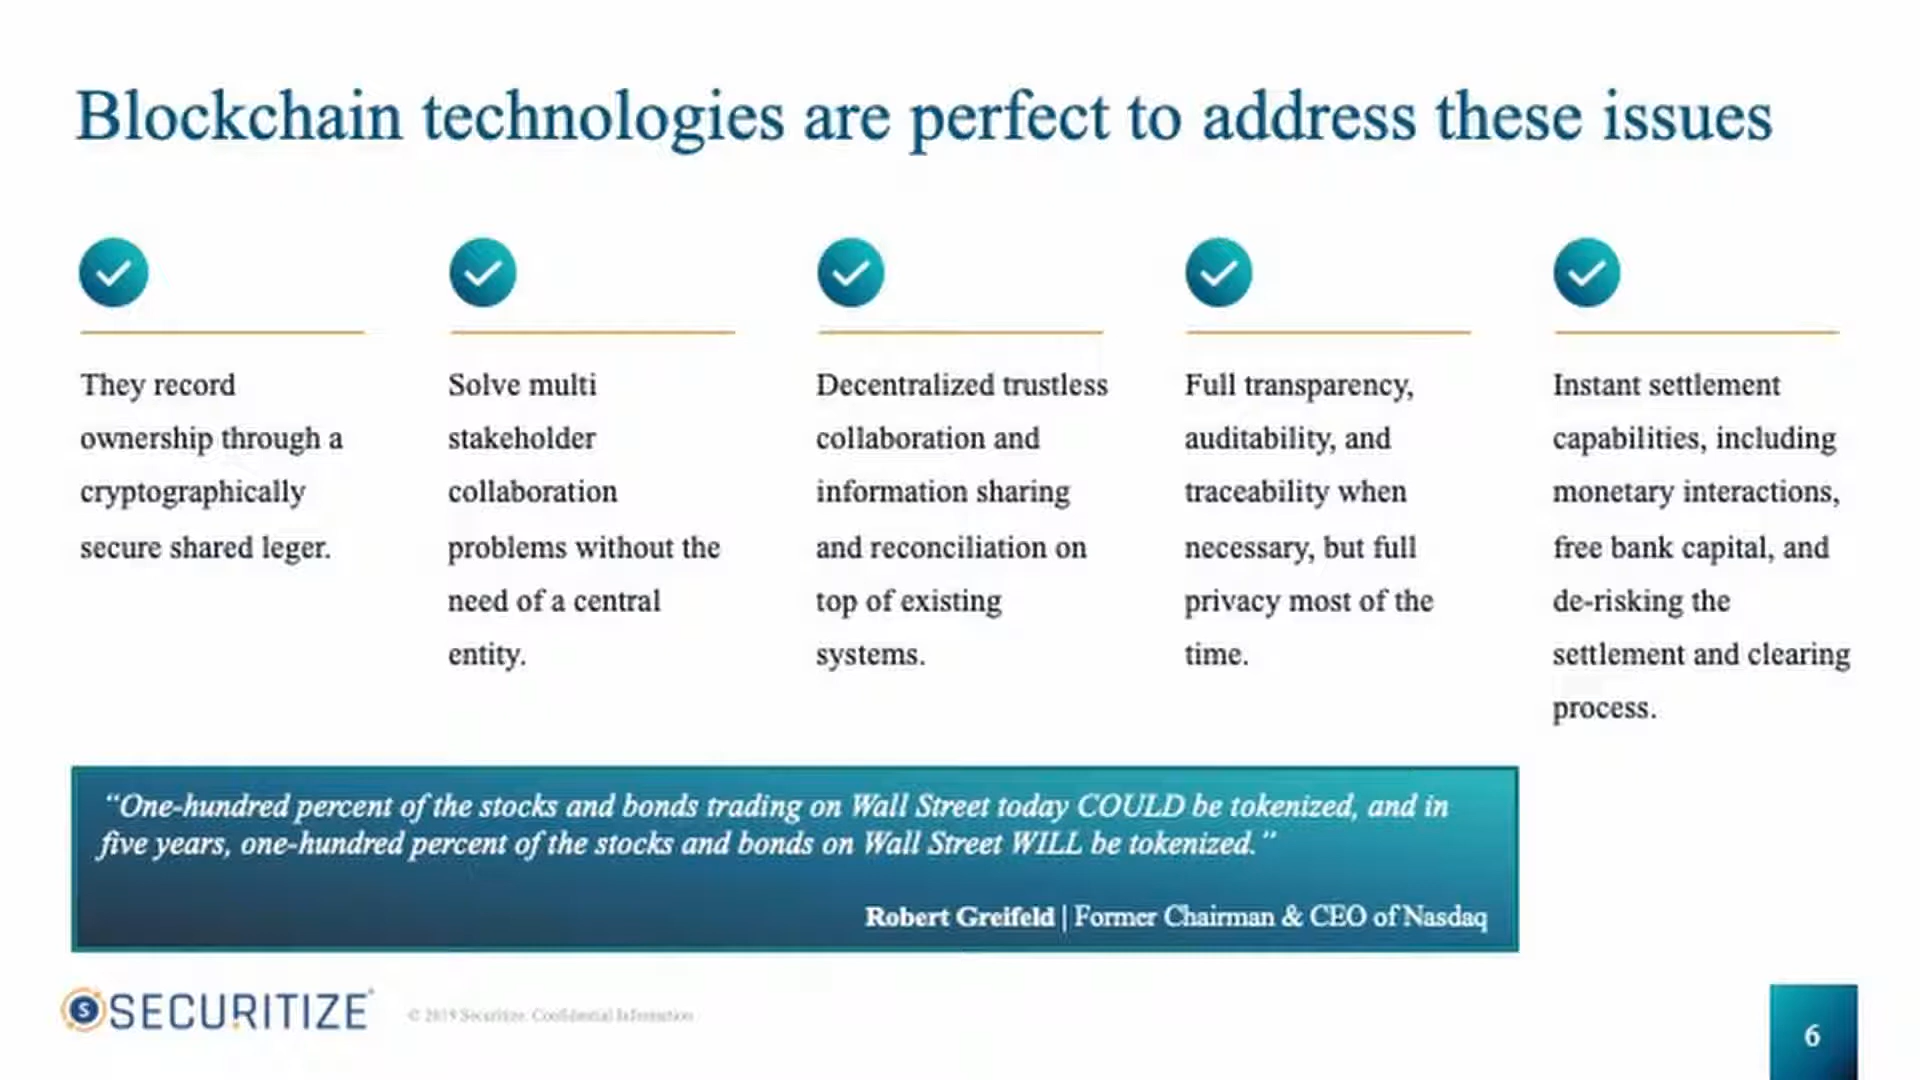 Blockchain technologies are perfect to address these issues
They record
ownership through a
cryptographically
secure shared leger.
Solve multi
stakeholder
collaboration
problems without the
need of a central
entity.
Decentralized trustless
collaboration and
information sharing
and reconciliation on
top of existing
systems.
Full transparency,
auditability, and
traceability when
necessary, but full
privacy most of the
time.
Instant settlement
capabilities, including
monetary interactions,
free bank capital, and
de-risking the
settlement and clearing
process.
“One-hundred percent of the stocks and bonds trading on Wall Street today COULD be tokenized, and in
five years, one-hundred percent of the stocks and bonds on Wall Street WILL be tokenized.”
Robert Greifeld | Former Chairman & CEO of Nasdaq
S SECURITIZE
© 2019 Securitize. Confidential Information
6